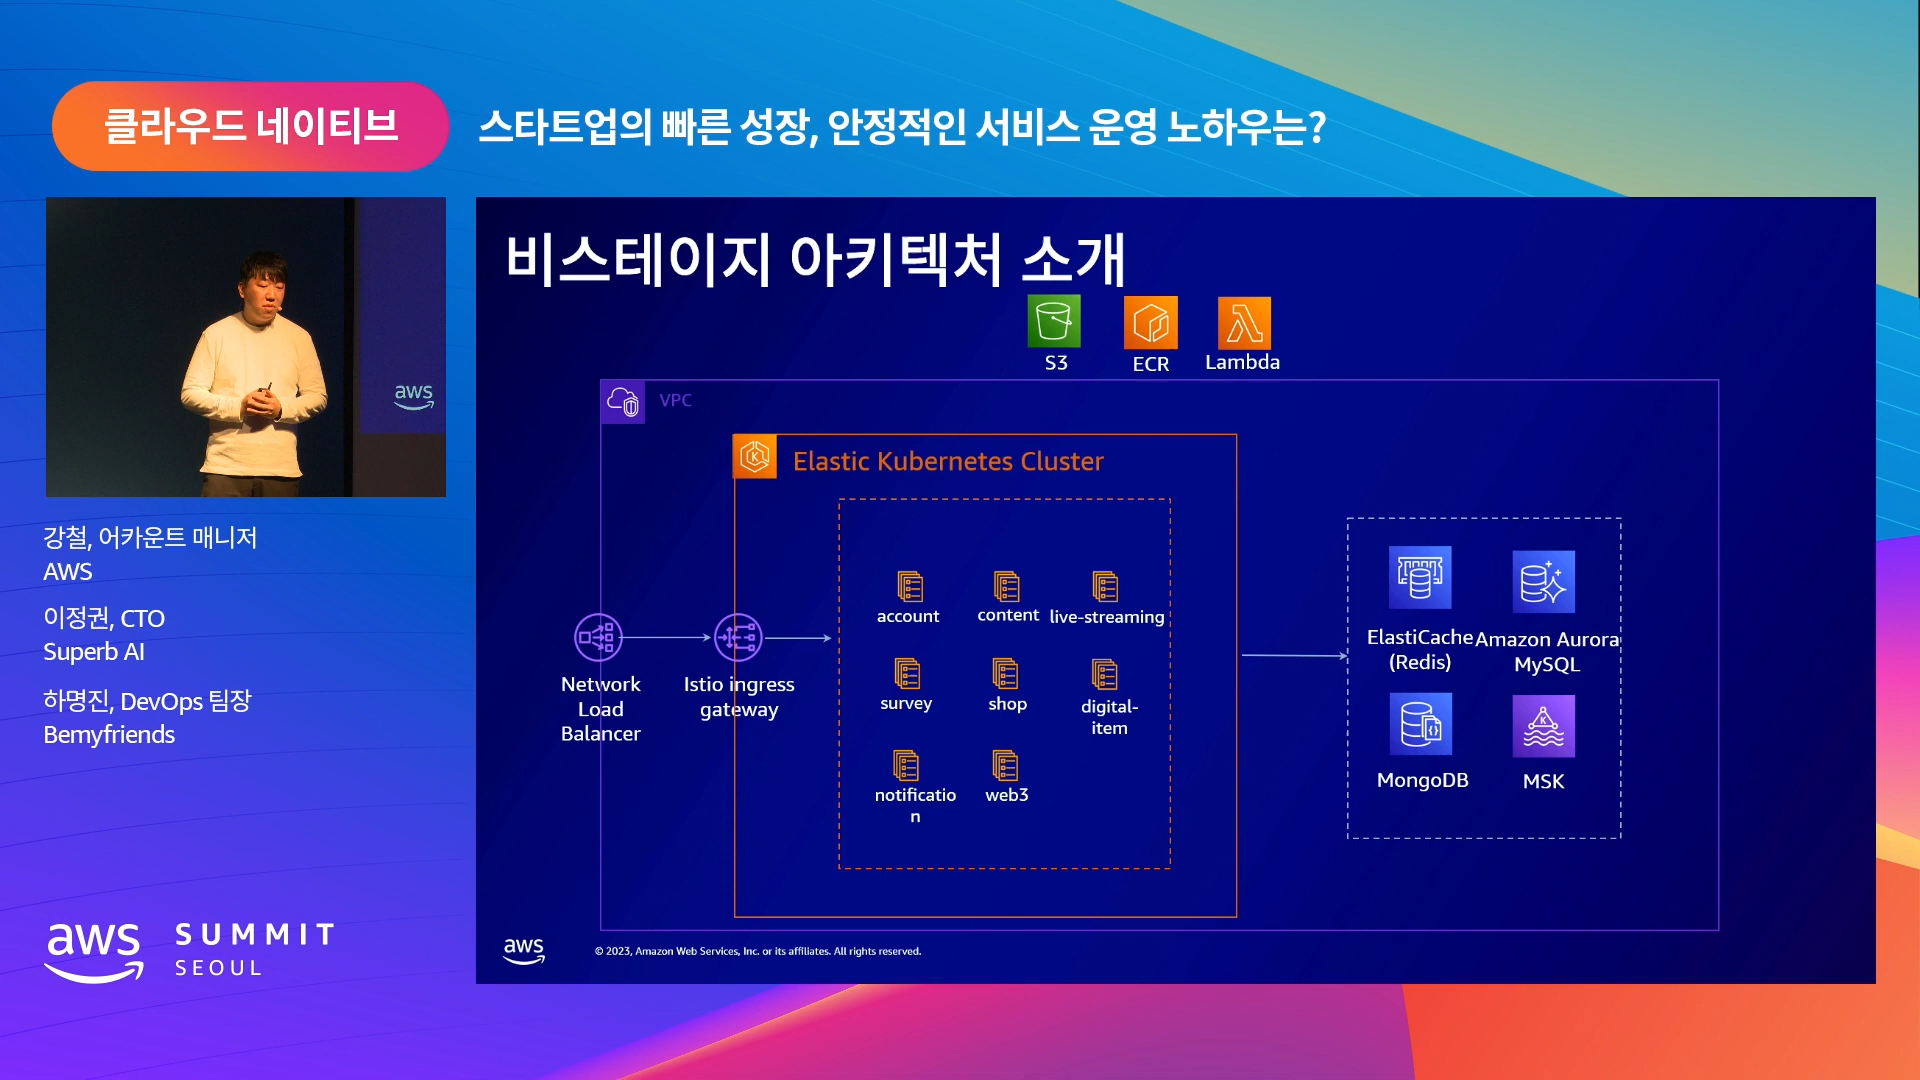 클라우드 네이티브
스타트업의 빠른 성장, 안정적인 서비스 운영 노하우는?
aws
강철, 어카운트 매니저
AWS
이정권, CTO
Superb AI
하명진, DevOps 팀장
Bemyfriends
aws SUMMIT
SEOUL
비스테이지 아키텍처 소개
S3
ECR
Lambda
VPC
Elastic Kubernetes Cluster
account
content
live-streaming
survey
shop
digital-
item
notificatio
n
web3
Network
Load
Balancer
Istio ingress
gateway
ElastiCache
(Redis)
Amazon Aurora
MySQL
MongoDB
MSK
aws
© 2023, Amazon Web Services, Inc. or its affiliates. All rights reserved.